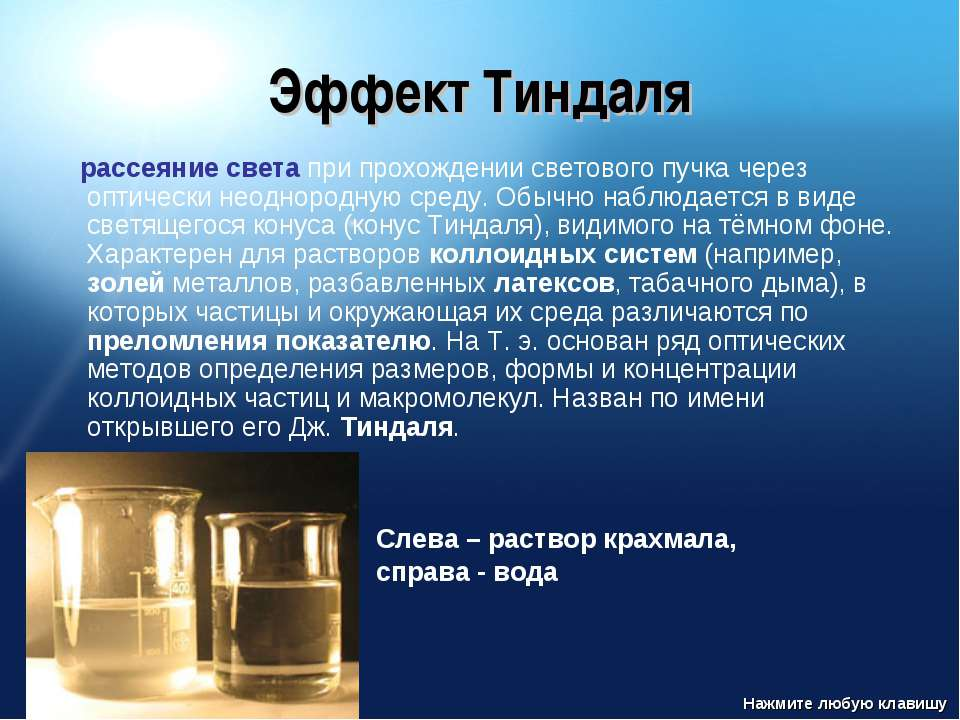 Эффект Тиндаля
рассеяние света при прохождении светового пучка через
оптически неоднородную среду. Обычно наблюдается в виде
светящегося конуса (конус Тиндаля), видимого на тёмном фоне.
Характерен для растворов коллоидных систем (например,
золей металлов, разбавленных латексов, табачного дыма), в
которых частицы и окружающая их среда различаются по
преломления показателю. На Т. э. основан ряд оптических
методов определения размеров, формы и концентрации
коллоидных частиц и макромолекул. Назван по имени
открывшего его Дж. Тиндаля.
400
Слева – раствор крахмала,
справа - вода
Нажмите любую клавишу